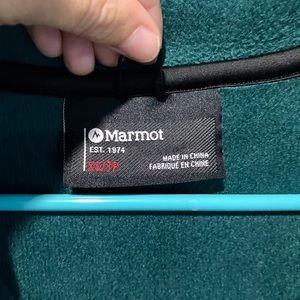 Marmot
EST. 1974
XS/TP
MADE IN CHINA
FABRIQUÉ EN CHINE